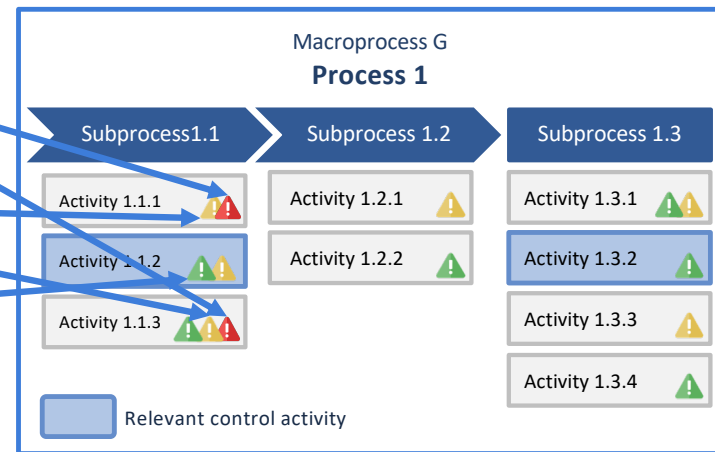 Macroprocess G
Process 1
Subprocess1.1
Subprocess 1.2
Subprocess 1.3
Activity 1.1.1
Activity 1.2.1
Activity 1.3.1
Activity 1.1.2
Activity 1.2.2
Activity 1.3.2
Activity 1.1.3
Activity 1.3.3
Activity 1.3.4
Relevant control activity